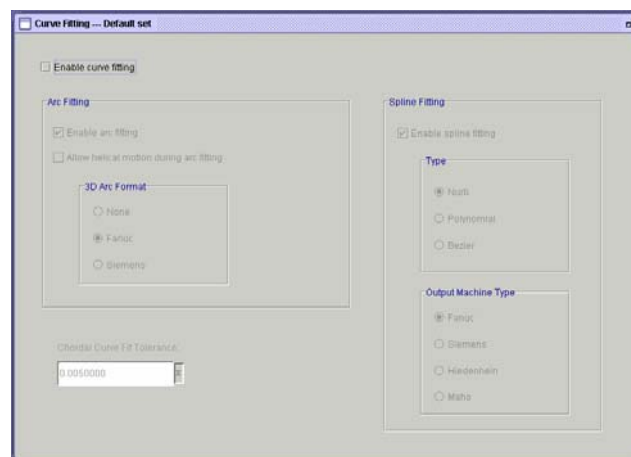 Curve Fitting --- Default set
Enable curve fitting
Arc Fitting
Enable arc fitting
Allow helical motion during arc fitting
3D Arc Format
None
Fanuc
Siemens
Chordal Curve Fit Tolerance:
0.0050000
Spline Fitting
Enable spline fitting
Type
Nurb
Polynomial
Bezier
Output Machine Type
Fanuc
Siemens
Hiedenhein
Maho